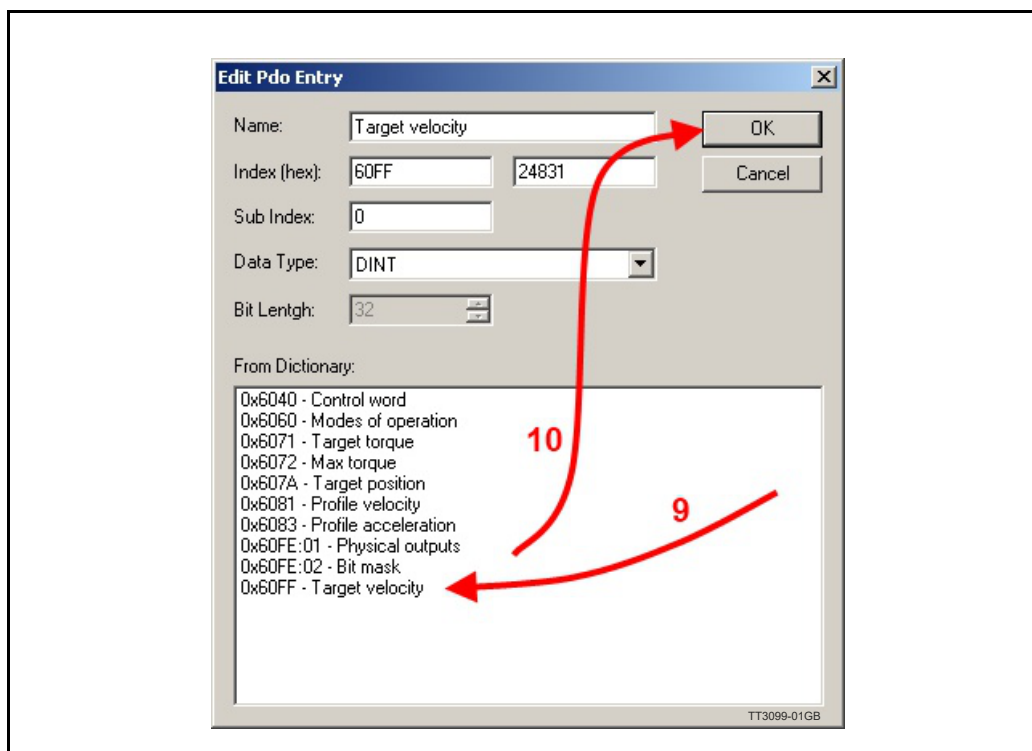 Edit Pdo Entry
Name: Target velocity OK
Index (hex): 60FF 24831 Cancel
Sub Index: 0
Data Type: DINT
Bit Lentgh: 32
From Dictionary:
0x6040 - Control word
0x6060 - Modes of operation
0x6071 - Target torque
0x6072 - Max torque
0x607A - Target position
0x6081 - Profile velocity
0x6083 - Profile acceleration
0x60FE:01 - Physical outputs
0x60FE:02 - Bit mask
0x60FF - Target velocity
10
9
TT3099-01GB